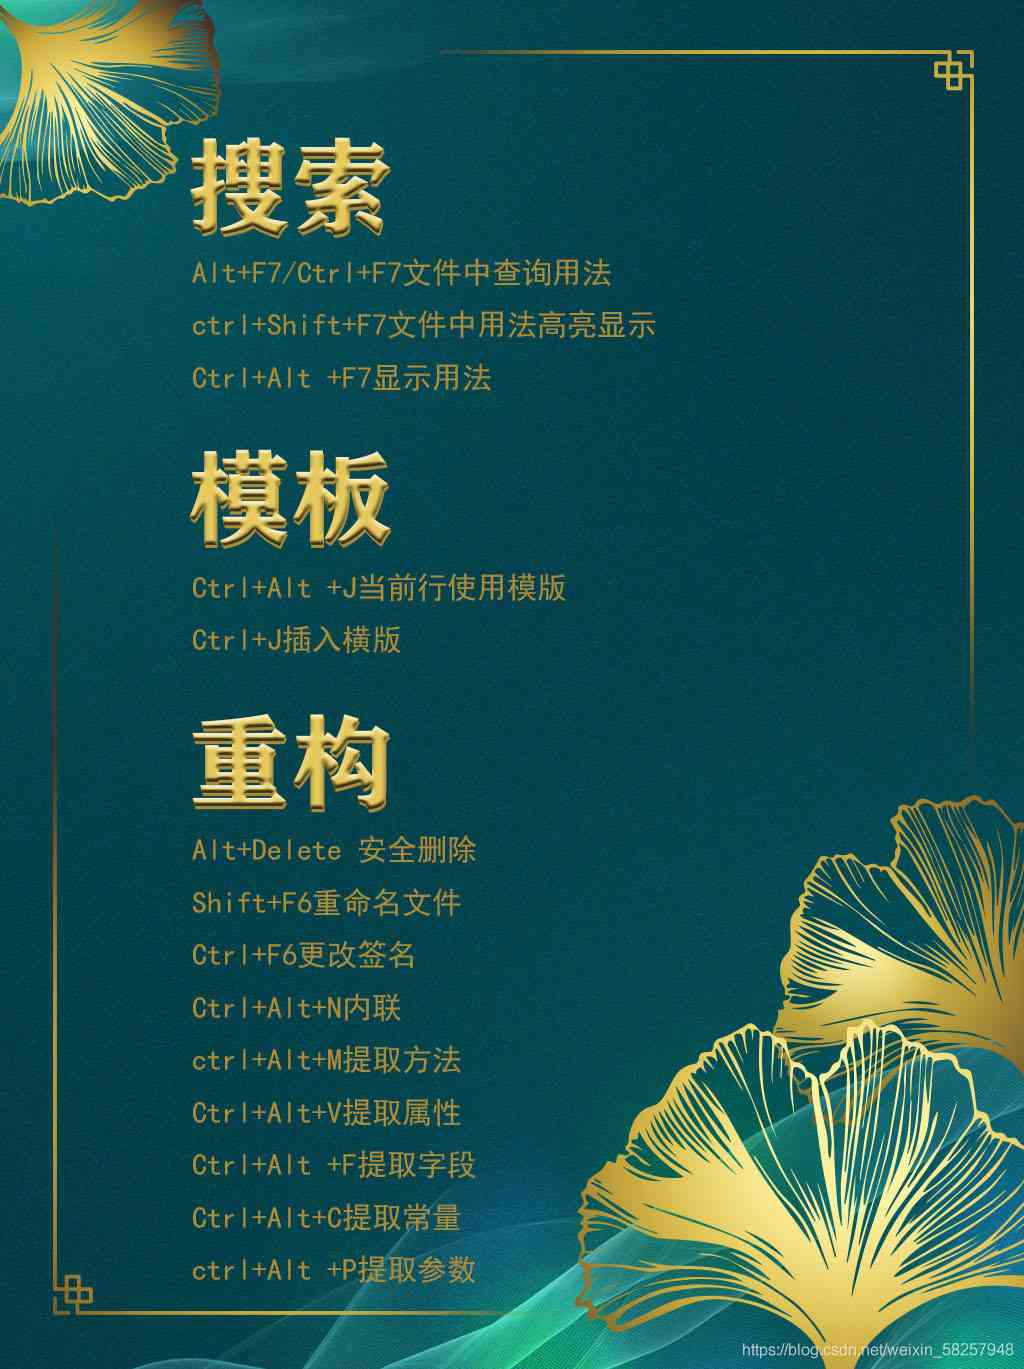 搜索
Alt+F7/Ctrl+F7文件中查询用法
ctrl+Shift+F7文件中用法高亮显示
Ctrl+Alt +F7显示用法
模板
Ctrl+Alt +J当前行使用模版
Ctrl+J插入横版
重构
Alt+Delete 安全删除
Shift+F6重命名文件
Ctrl+F6更改签名
Ctrl+Alt+N内联
ctrl+Alt+M提取方法
Ctrl+Alt+V提取属性
Ctrl+Alt +F提取字段
Ctrl+Alt+C提取常量
ctrl+Alt +P提取参数
https://blog.csdn.net/weixin_58257948